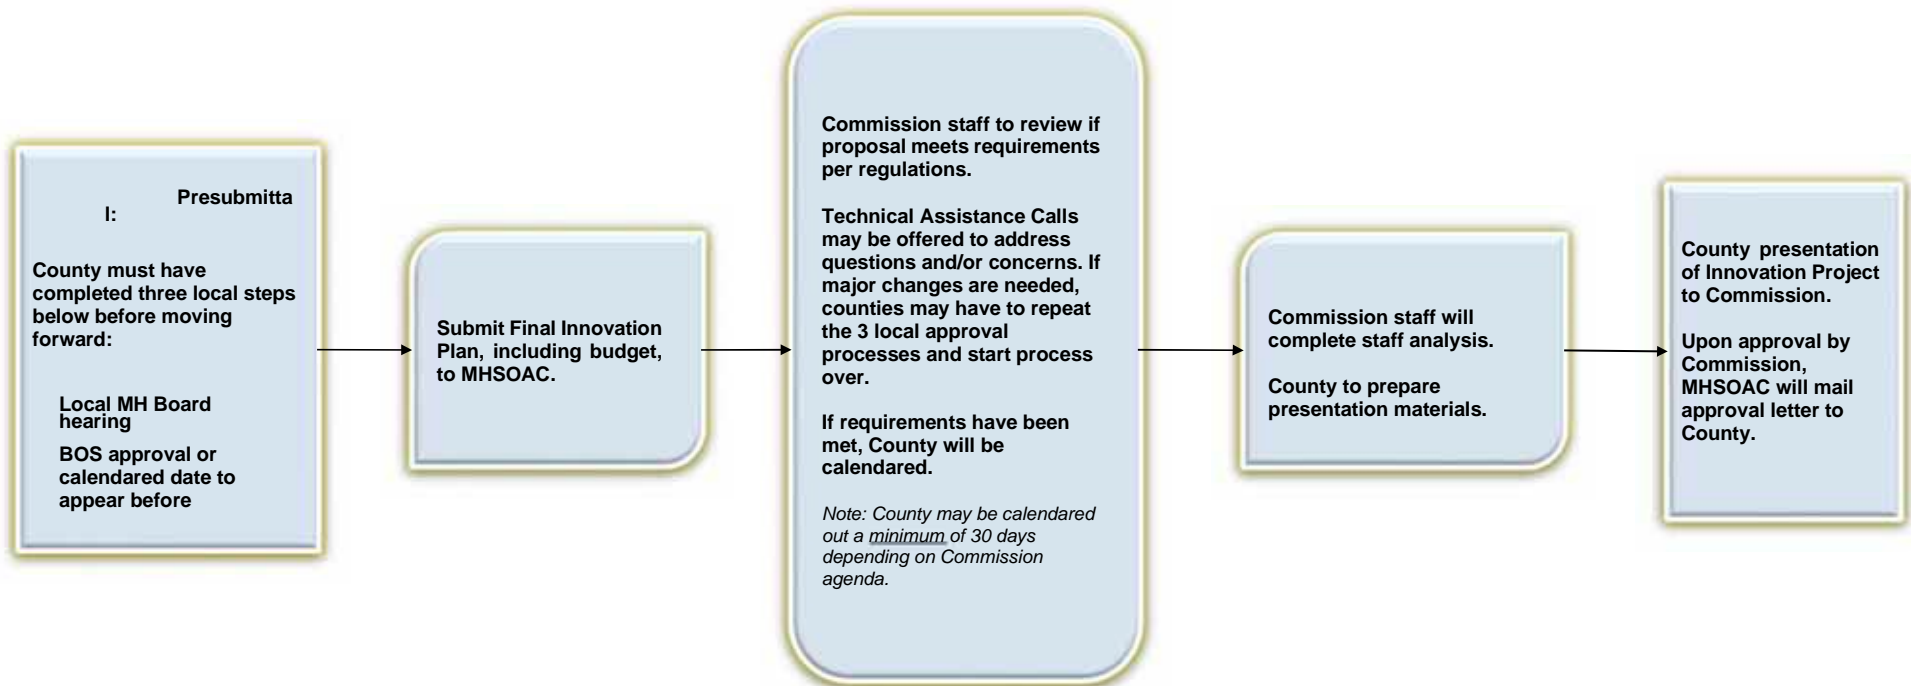 Presubmitta
l:
County must have
completed three local steps
below before moving
forward:
Local MH Board
hearing
BOS approval or
calendared date to
appear before
Submit Final Innovation
Plan, including budget,
to MHSOAC.
Commission staff to review if
proposal meets requirements
per regulations.
Technical Assistance Calls
may be offered to address
questions and/or concerns. If
major changes are needed,
counties may have to repeat
the 3 local approval
processes and start process
over.
If requirements have been
met, County will be
calendared.
Note: County may be calendared
out a minimum of 30 days
depending on Commission
agenda.
Commission staff will
complete staff analysis.
County to prepare
presentation materials.
County presentation
of Innovation Project
to Commission.
Upon approval by
Commission,
MHSOAC will mail
approval letter to
County.